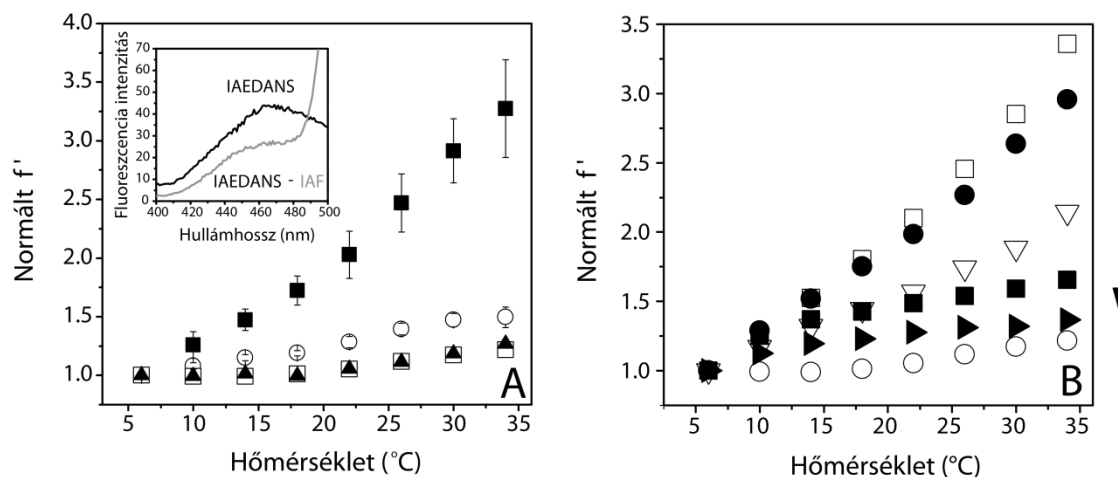 4.0
3.5
3.0
2.5
2.0
1.5
1.0
Normált f'
5 10 15 20 25 30 35
Hőmérséklet (°C)
A
70
60
50
40
30
20
10
0
Fluoreszcencia intenzitás
IAEDANS
IAEDANS - IAF
400 420 440 460 480 500
Hullámhossz (nm)
3.5
3.0
2.5
2.0
1.5
1.0
Normált f'
5 10 15 20 25 30 35
Hőmérséklet (°C)
B